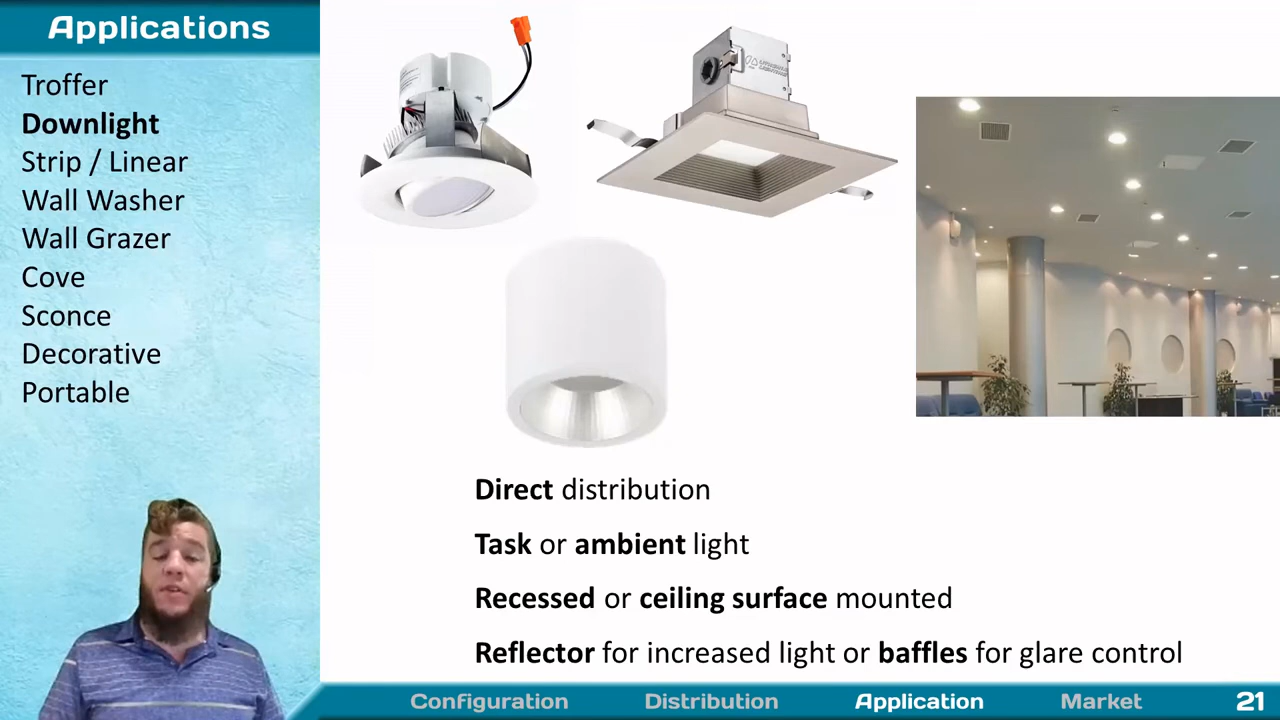 Applications
Troffer
Downlight
Strip / Linear
Wall Washer
Wall Grazer
Cove
Sconce
Decorative
Portable
Direct distribution
Task or ambient light
Recessed or ceiling surface mounted
Reflector for increased light or baffles for glare control
Configuration
Distribution
Application
Market
21